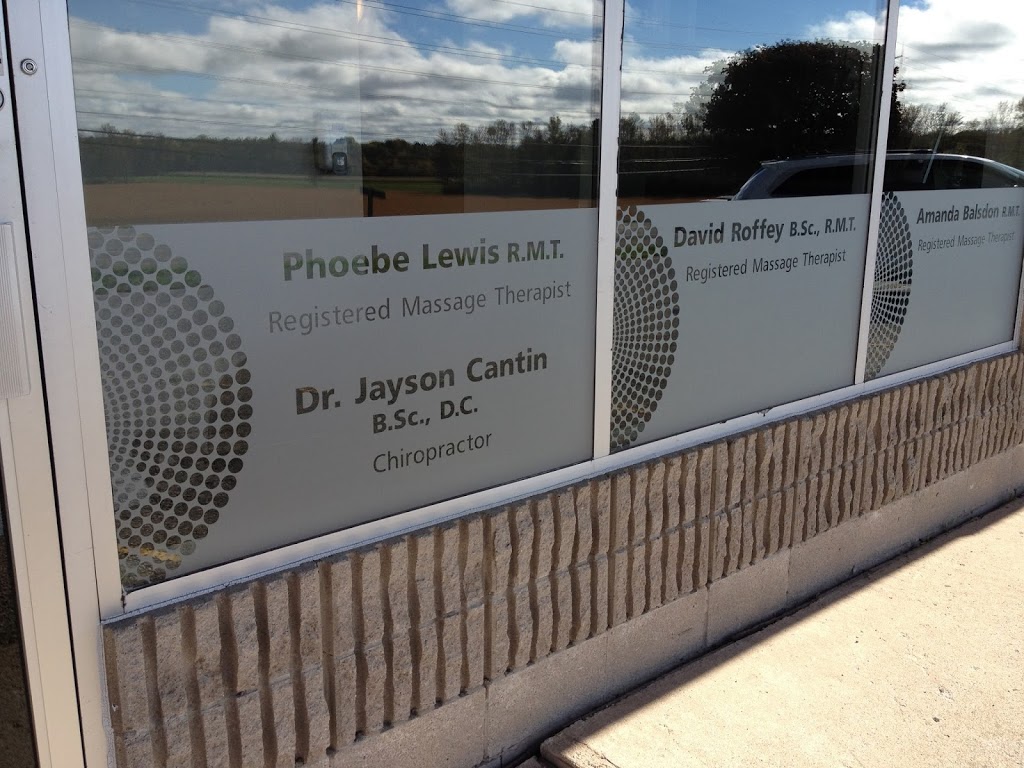 Phoebe Lewis R.M.T.
Registered Massage Therapist
Dr. Jayson Cantin
B.Sc., D.C.
Chiropractor
David Roffey B.Sc., R.M.T.
Registered Massage Therapist
Amanda Balsdon R.M.T.
Registered Massage Therapist